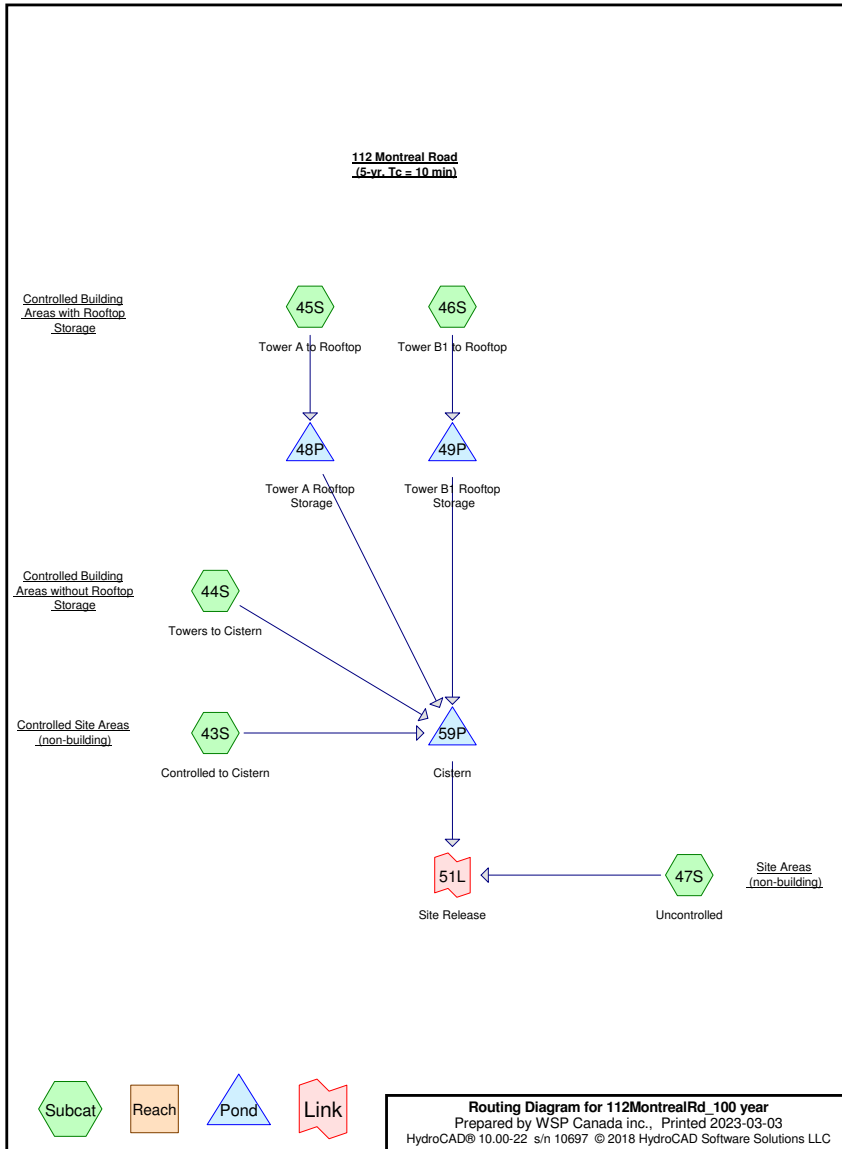 112 Montreal Road
(5-yr, Tc = 10 min)
Controlled Building
Areas with Rooftop
Storage
45S
Tower A to Rooftop
46S
Tower B1 to Rooftop
48P
Tower A Rooftop
Storage
49P
Tower B1 Rooftop
Storage
Controlled Building
Areas without Rooftop
Storage
44S
Towers to Cistern
Controlled Site Areas
(non-building)
43S
Controlled to Cistern
59P
Cistern
51L
Site Release
47S
Uncontrolled
Site Areas
(non-building)
Subcat
Reach
Pond
Link
Routing Diagram for 112MontrealRd_100 year
Prepared by WSP Canada inc., Printed 2023-03-03
HydroCAD® 10.00-22 s/n 10697 © 2018 HydroCAD Software Solutions LLC